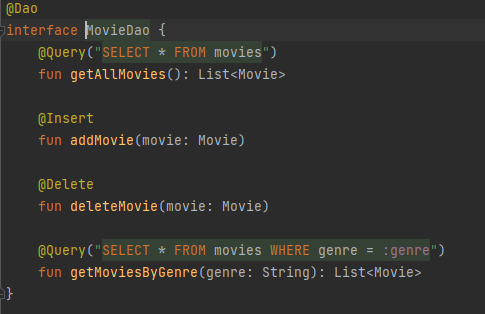 @Dao
interface MovieDao {
@Query("SELECT * FROM movies")
fun getAllMovies(): List<Movie>
@Insert
fun addMovie(movie: Movie)
@Delete
fun deleteMovie(movie: Movie)
@Query("SELECT * FROM movies WHERE genre = :genre")
fun getMoviesByGenre(genre: String): List<Movie>
}